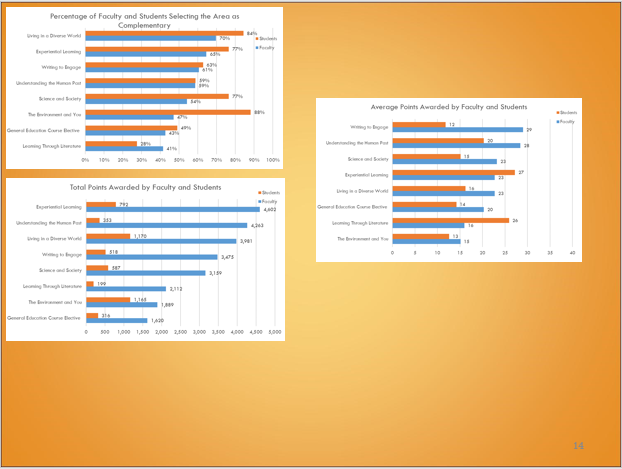 Percentage of Faculty and Students Selecting the Area as
Complementary
Living in a Diverse World 84% 70%
Experiential Learning 77% 65%
Writing to Engage 63% 61%
Understanding the Human Past 59% 59%
Science and Society 77% 54%
The Environment and You 88% 47%
General Education Course Elective 49% 43%
Learning Through Literature 28% 41%
0% 10% 20% 30% 40% 50% 60% 70% 80% 90% 100%
Students
Faculty
Total Points Awarded by Faculty and Students
Students
Faculty
Experiential Learning 792 4,602
Understanding the Human Past 353 4,263
Living in a Diverse World 1,170 3,981
Writing to Engage 518 3,475
Science and Society 587 3,159
Learning Through Literature 199 2,112
The Environment and You 1,165 1,889
General Education Course Elective 316 1,620
0 500 1,000 1,500 2,000 2,500 3,000 3,500 4,000 4,500 5,000
Average Points Awarded by Faculty and Students
Students
Faculty
Writing to Engage 12 29
Understanding the Human Past 20 28
Science and Society 15 23
Experiential Learning 27 23
Living in a Diverse World 16 23
General Education Course Elective 14 20
Learning Through Literature 26 16
The Environment and You 12 15
0 5 10 15 20 25 30 35 40
14